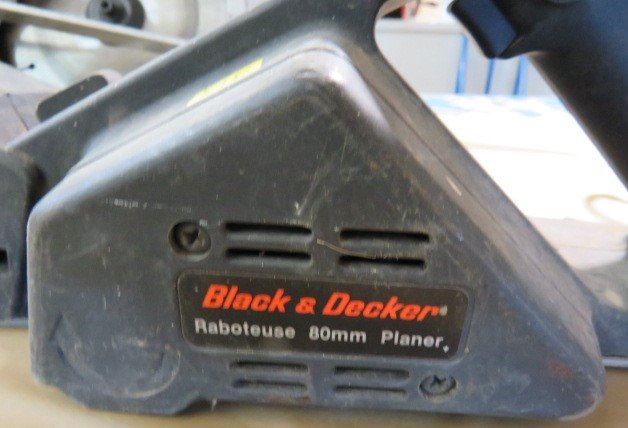 Black & Decker®
Raboteuse 80mm Planer